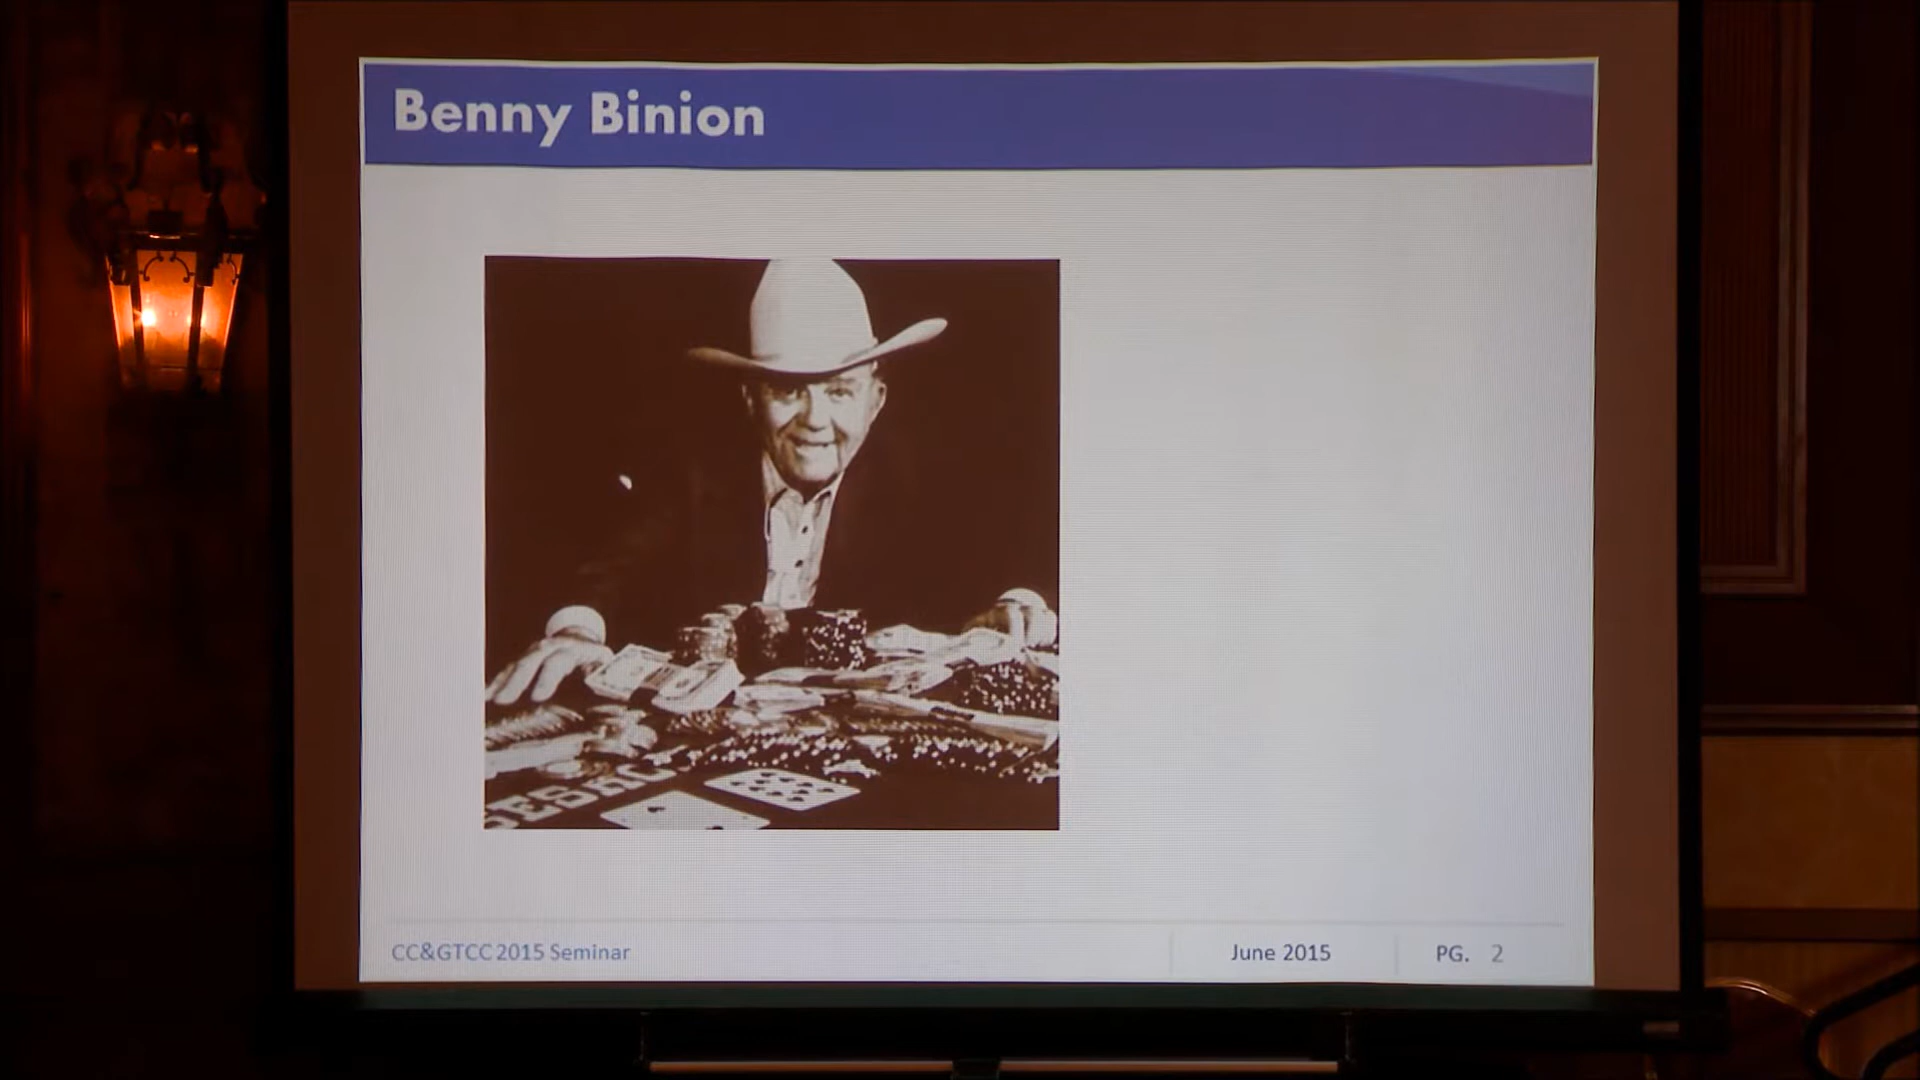 Benny Binion
CC&GTCC 2015 Seminar
June 2015
PG. 2